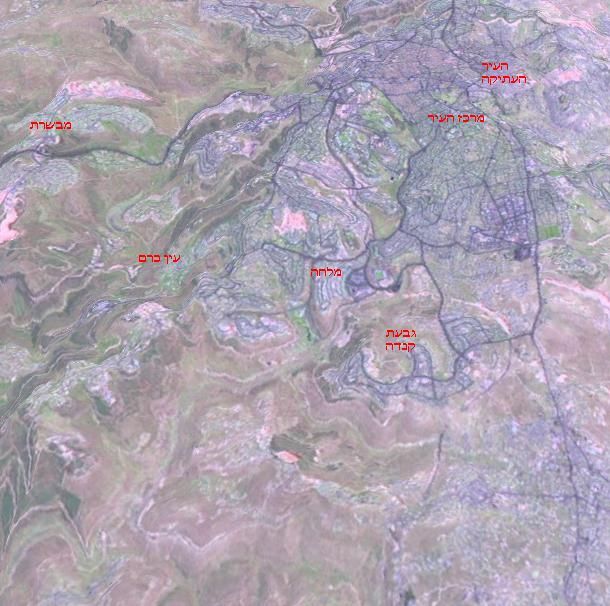 העיר
העתיקה
מרכז העיר
מבשרת
עין כרם
מלחה
גבעת
קנדה